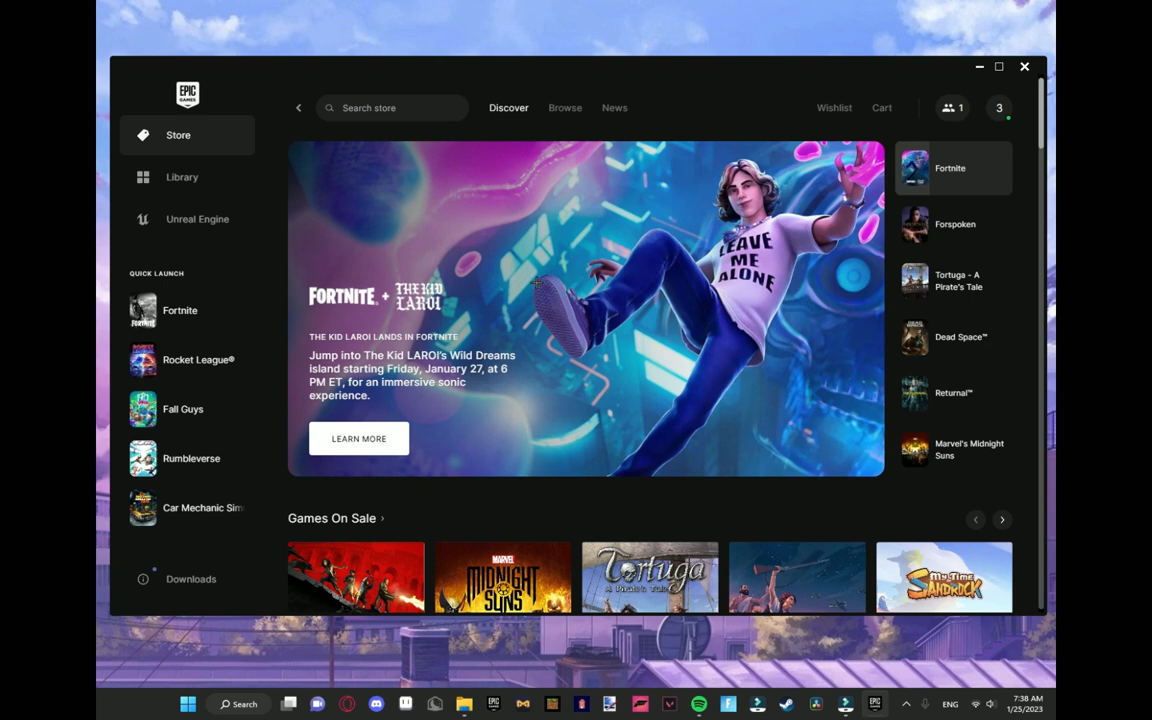 EPIC
GAMES
Search store
Discover
Browse
News
Wishlist
Cart
1
3
Store
Library
Unreal Engine
QUICK LAUNCH
Fortnite
FORTNITE
Rocket League®
Fall Guys
Rumbleverse
Car Mechanic Sim
Downloads
FORTNITE + THE KID
LAROI
THE KID LAROI LANDS IN FORTNITE
Jump into The Kid LAROI's Wild Dreams
island starting Friday, January 27, at 6
PM ET, for an immersive sonic
experience.
LEARN MORE
LEAVE
ME
ALONE
Fortnite
Forspoken
Tortuga - A
Pirate's Tale
Dead Space™
Returnal™
Marvel's Midnight
Suns
Games On Sale
MARVEL
MIDNIGHT
SUNS
Tortuga
A Pirate's Tale
My Time
SANDROCK
Search
ENG
7:38 AM
1/25/2023